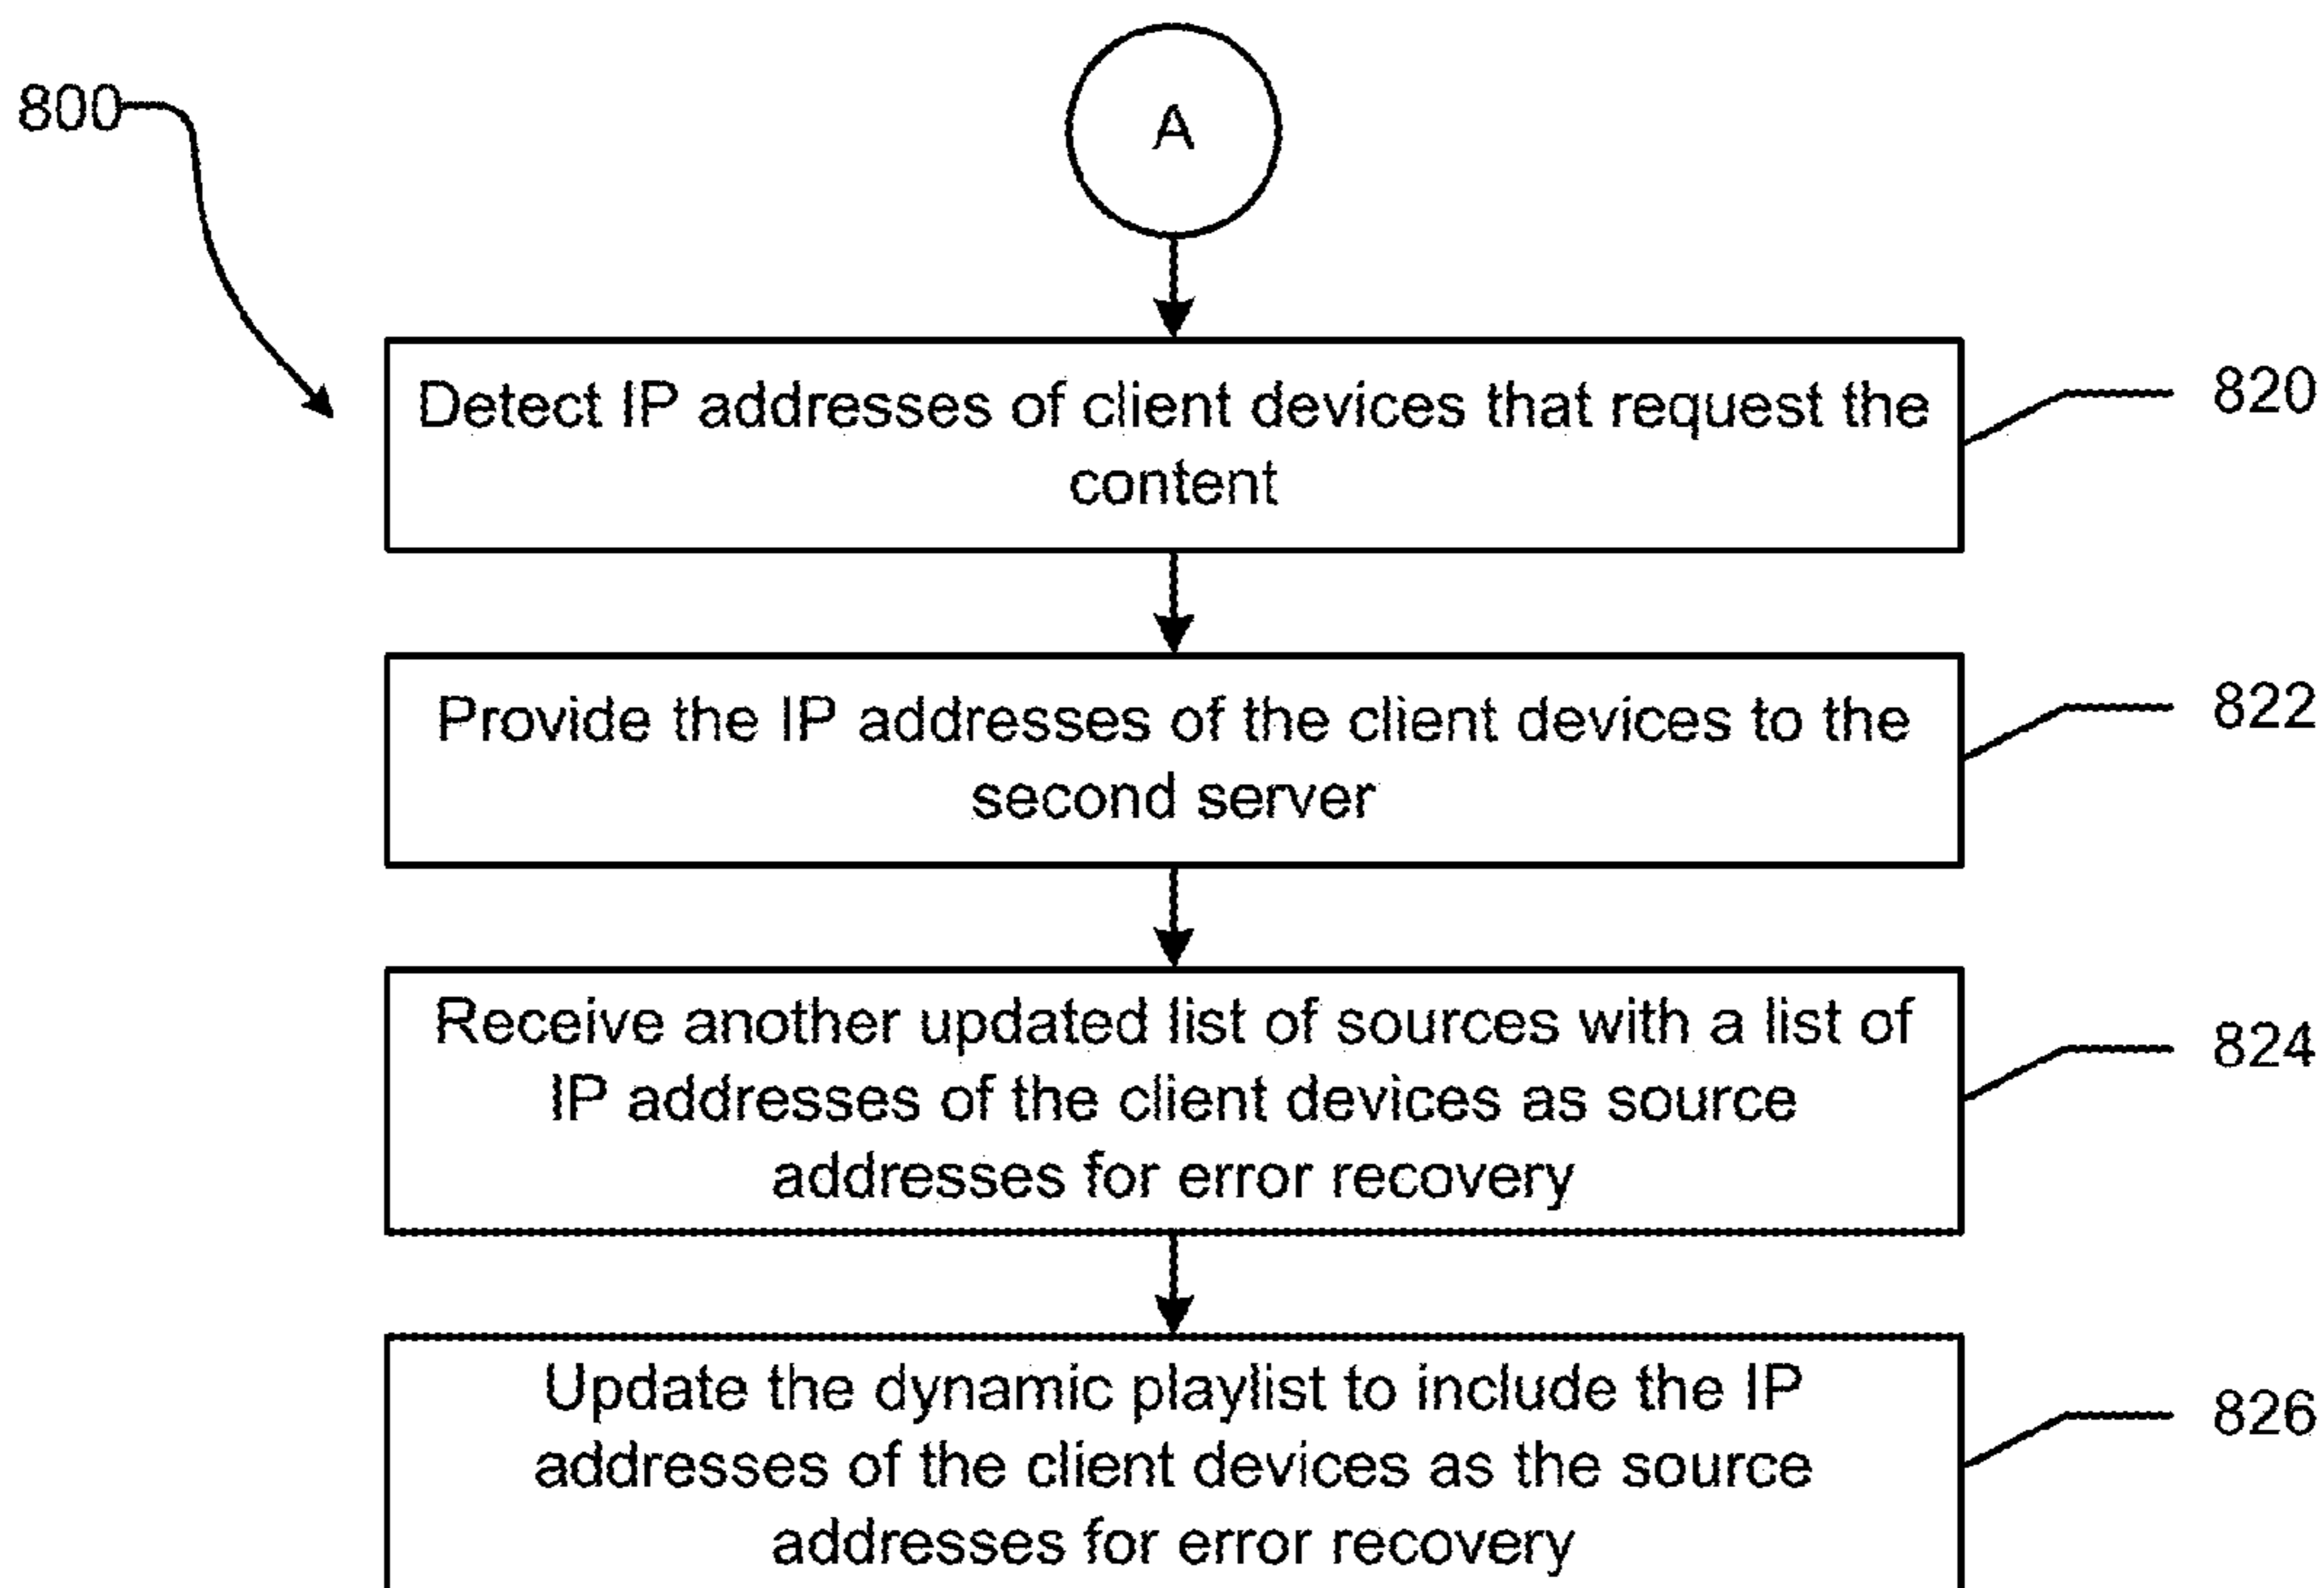 A
800
Detect IP addresses of client devices that request the
content
820
Provide the IP addresses of the client devices to the
second server
822
Receive another updated list of sources with a list of
IP addresses of the client devices as source
addresses for error recovery
824
Update the dynamic playlist to include the IP
addresses of the client devices as the source
addresses for error recovery
826